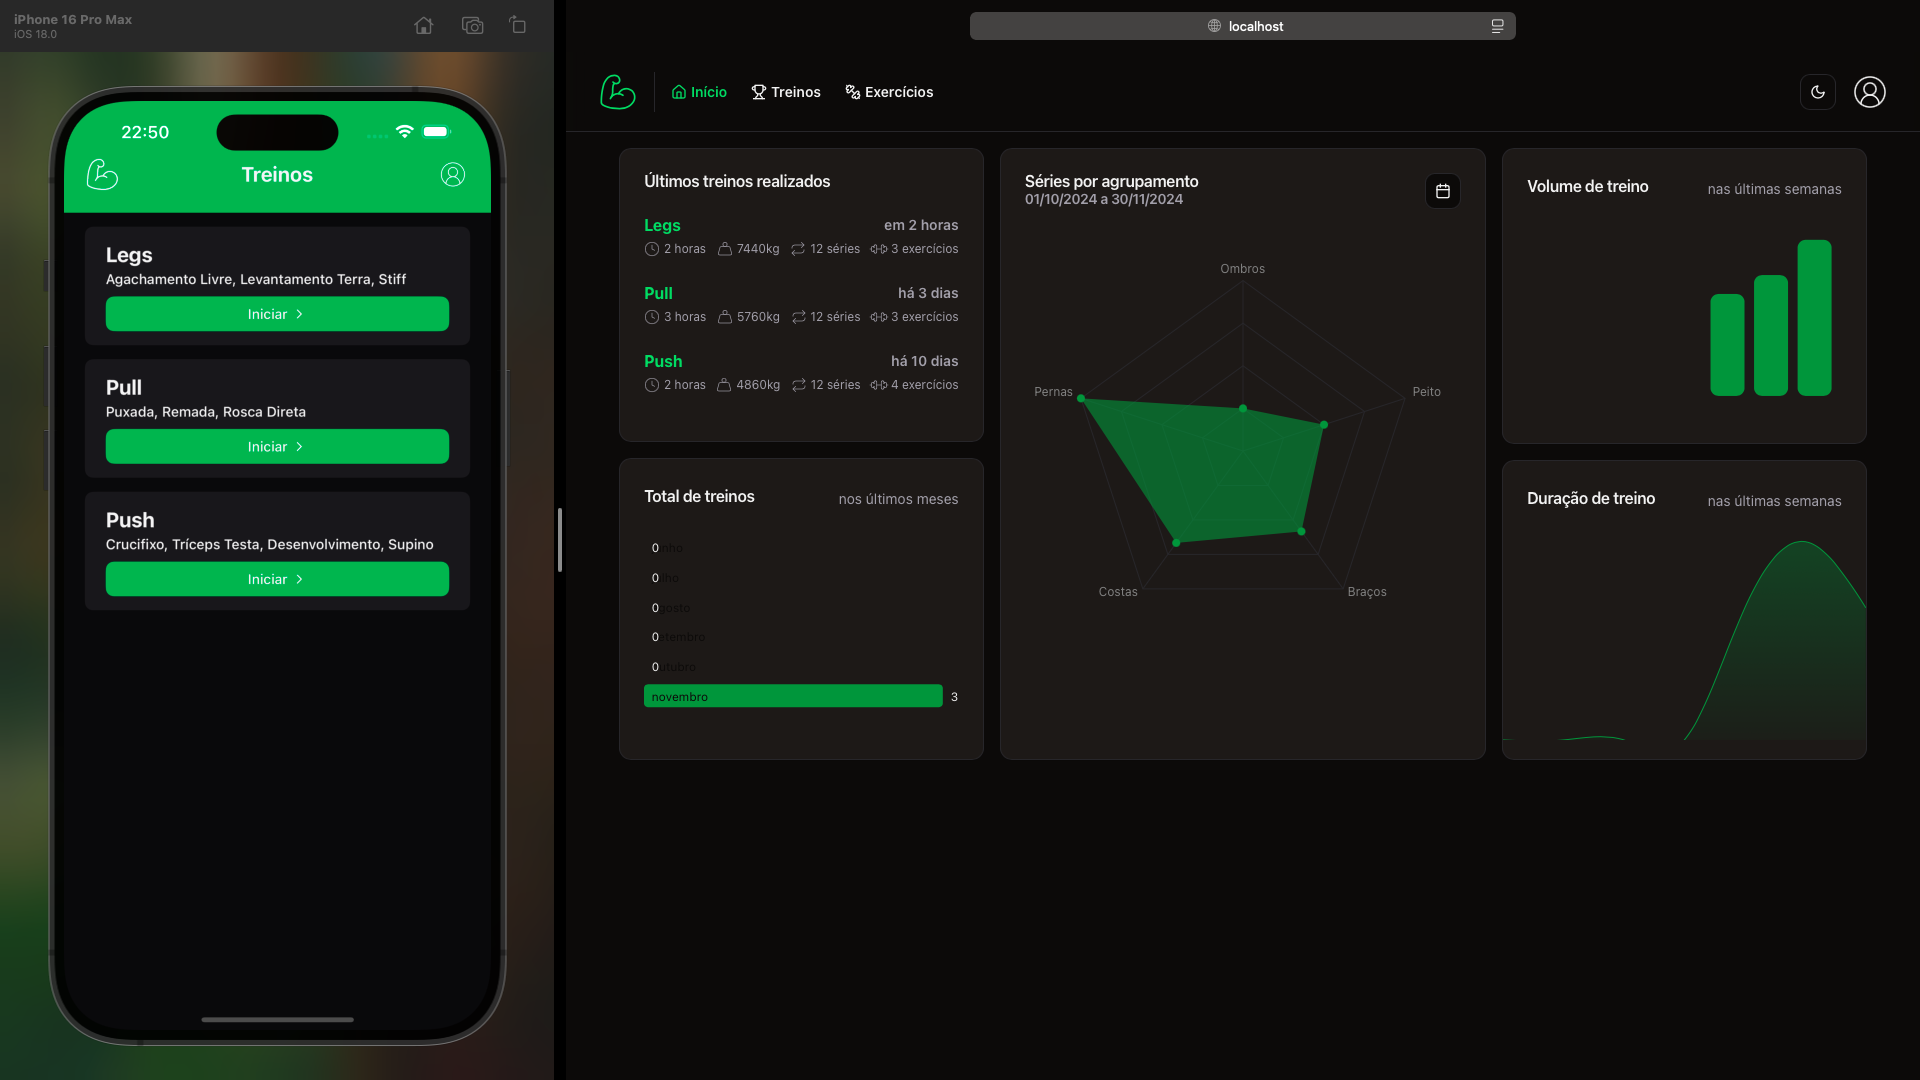 iPhone 16 Pro Max
iOS 18.0
22:50
Treinos
Legs
Agachamento Livre, Levantamento Terra, Stiff
Iniciar
Pull
Puxada, Remada, Rosca Direta
Iniciar
Push
Crucifixo, Tríceps Testa, Desenvolvimento, Supino
Iniciar
localhost
Início
Treinos
Exercícios
Últimos treinos realizados
Legs em 2 horas
2 horas 7440kg 12 séries 3 exercícios
Pull há 3 dias
3 horas 5760kg 12 séries 3 exercícios
Push há 10 dias
2 horas 4860kg 12 séries 4 exercícios
Total de treinos nos últimos meses
0
0
0
0
0
novembro 3
Séries por agrupamento
01/10/2024 a 30/11/2024
Ombros
Pernas
Peito
Costas
Braços
Volume de treino nas últimas semanas
Duração de treino nas últimas semanas